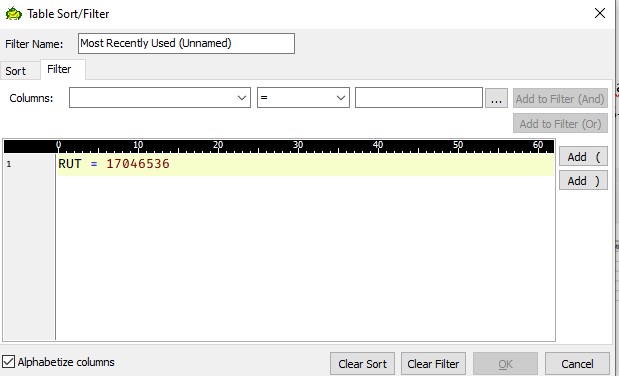 Table Sort/Filter
Filter Name: Most Recently Used (Unnamed)
Sort Filter
Columns: = ... Add to Filter (And)
Add to Filter (Or)
0 10 20 30 40 50 60
1 RUT = 17046536
Add (
Add )
Alphabetize columns Clear Sort Clear Filter OK Cancel